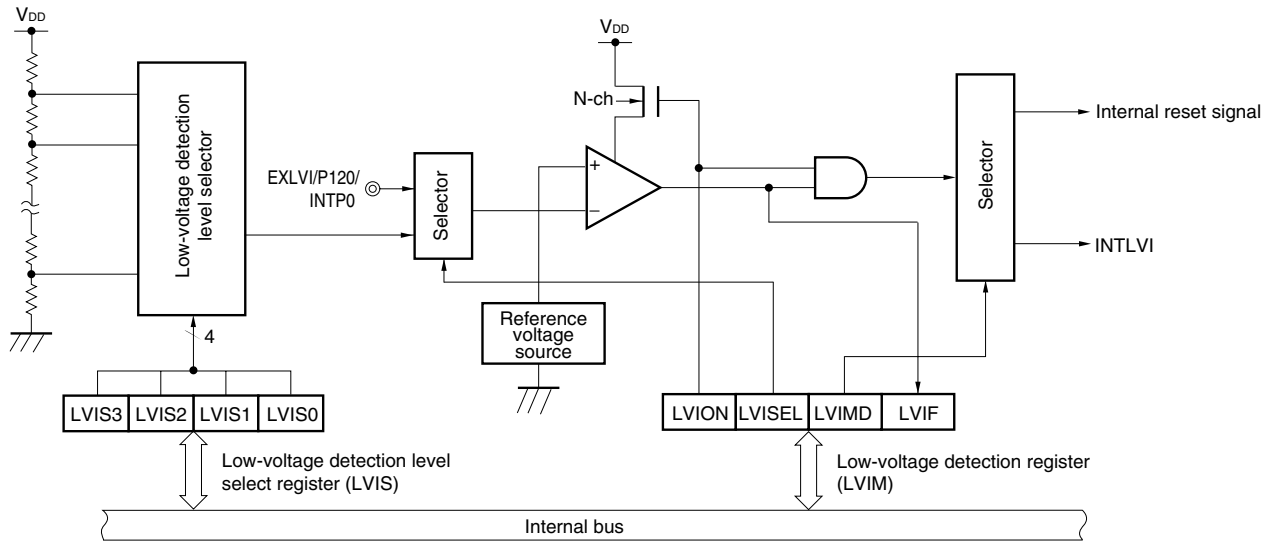 VDD
Low-voltage detection
level selector
4
LVIS3 LVIS2 LVIS1 LVIS0
Low-voltage detection level
select register (LVIS)
EXLVI/P120/
INTP0
Selector
VDD
N-ch
+
−
Reference
voltage
source
Selector
Internal reset signal
INTLVI
LVION LVISEL LVIMD LVIF
Low-voltage detection register
(LVIM)
Internal bus